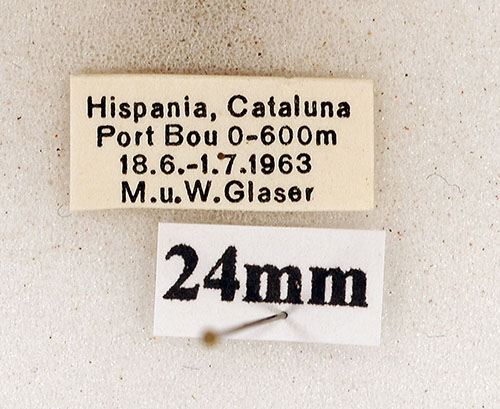 Hispania, Cataluna
Port Bou 0-600m
18.6.-1.7.1963
M.u.W.Glaser
24mm